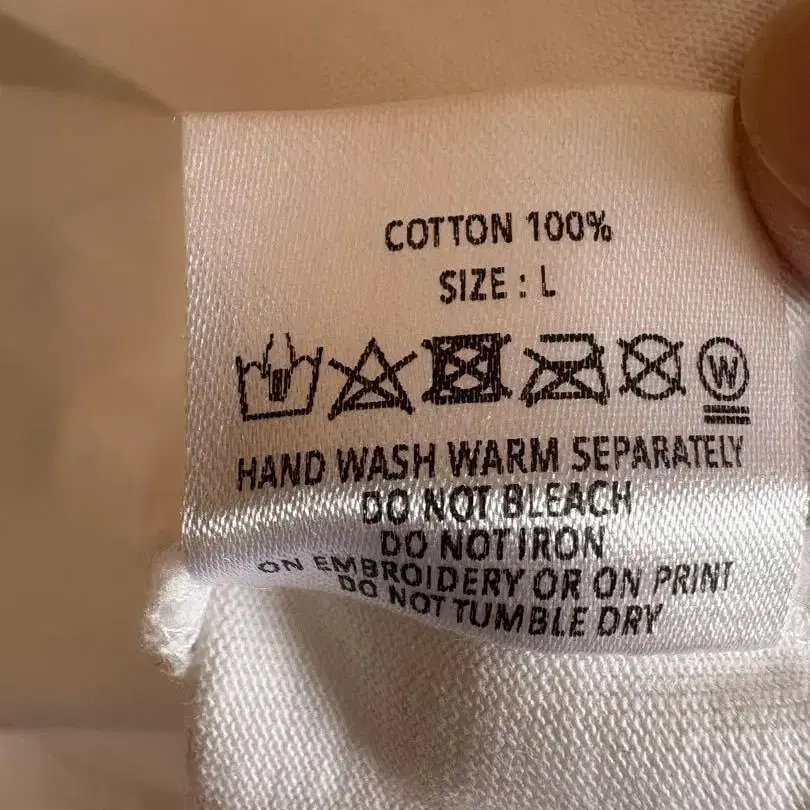 COTTON 100%
SIZE : L
W
HAND WASH WARM SEPARATELY
DO NOT BLEACH
DO NOT IRON
ON EMBROIDERY OR ON PRINT
DO NOT TUMBLE DRY